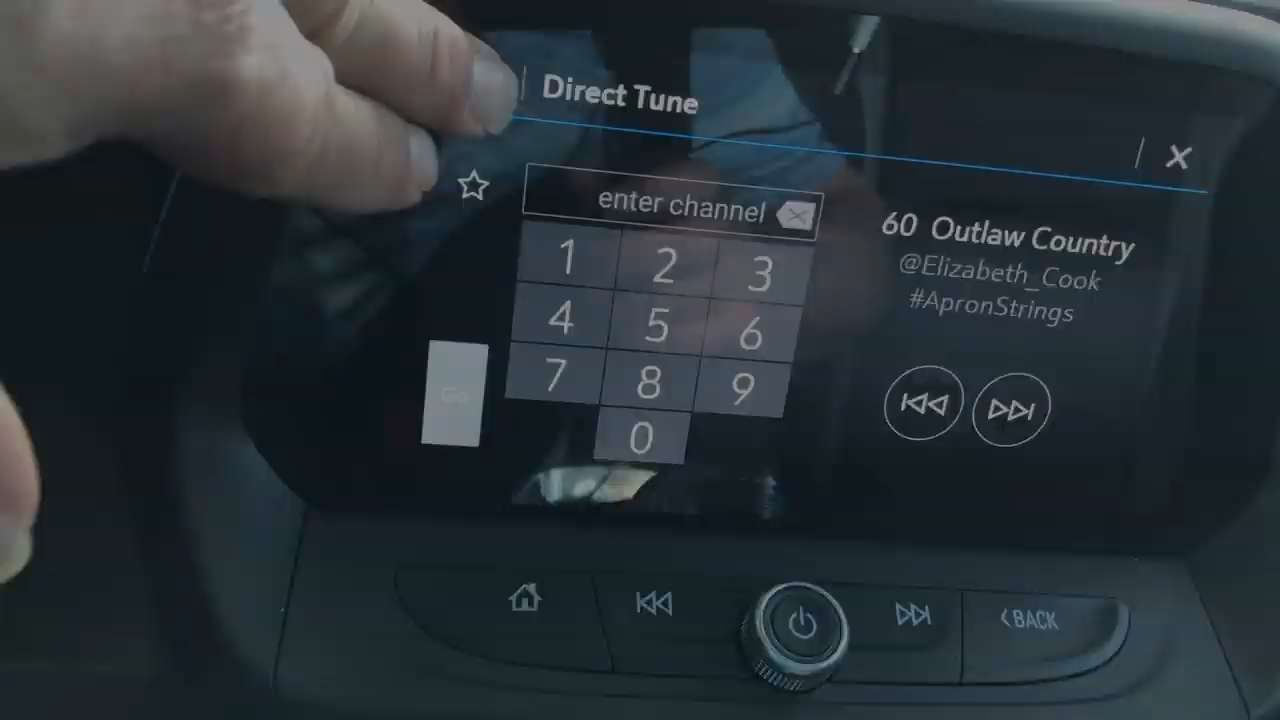 Direct Tune
enter channel
1 2 3
4 5 6
7 8 9
0
60 Outlaw Country
@Elizabeth_Cook
#ApronStrings
BACK